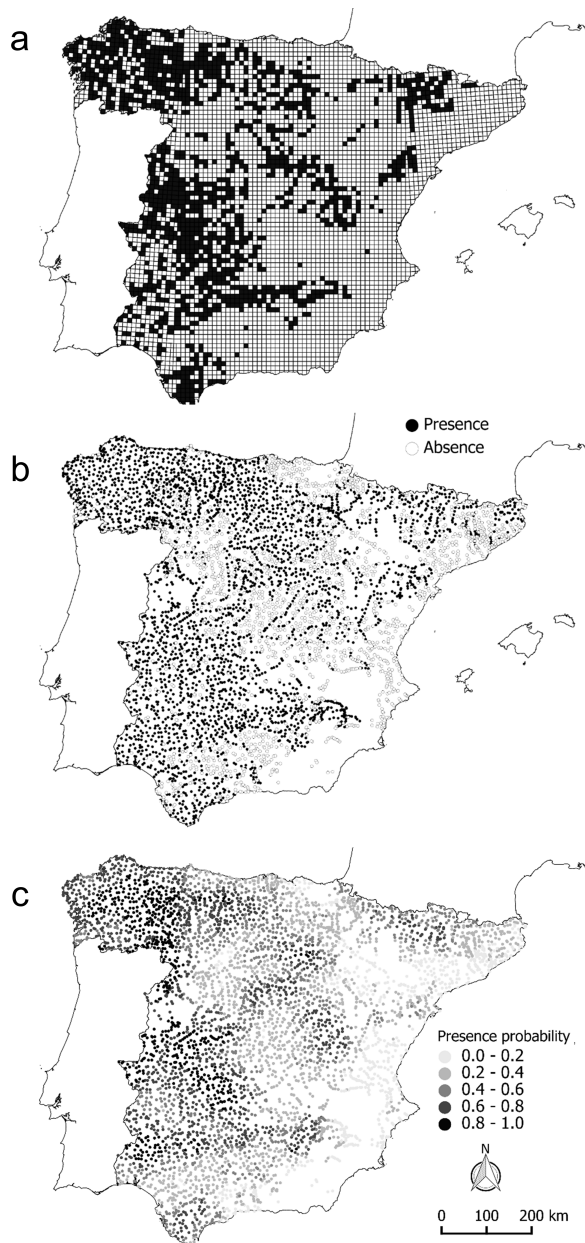 a
b
Presence
Absence
c
Presence probability
0.0 - 0.2
0.2 - 0.4
0.4 - 0.6
0.6 - 0.8
0.8 - 1.0
N
0 100 200 km